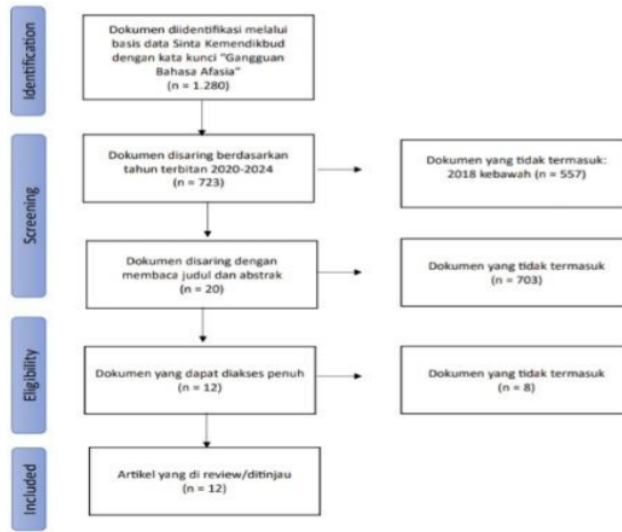 Identification
Dokumen diidentifikasi melalui
basis data Sinta Kemendikbud
dengan kata kunci "Gangguan
Bahasa Afasia"
(n = 1.280)
Screening
Dokumen disaring berdasarkan
tahun terbitan 2020-2024
(n = 723)
Dokumen yang tidak termasuk:
2018 kebawah (n = 557)
Dokumen disaring dengan
membaca judul dan abstrak
(n = 20)
Dokumen yang tidak termasuk
(n = 703)
Eligibility
Dokumen yang dapat diakses penuh
(n = 12)
Dokumen yang tidak termasuk
(n = 8)
Included
Artikel yang di review/ditinjau
(n = 12)